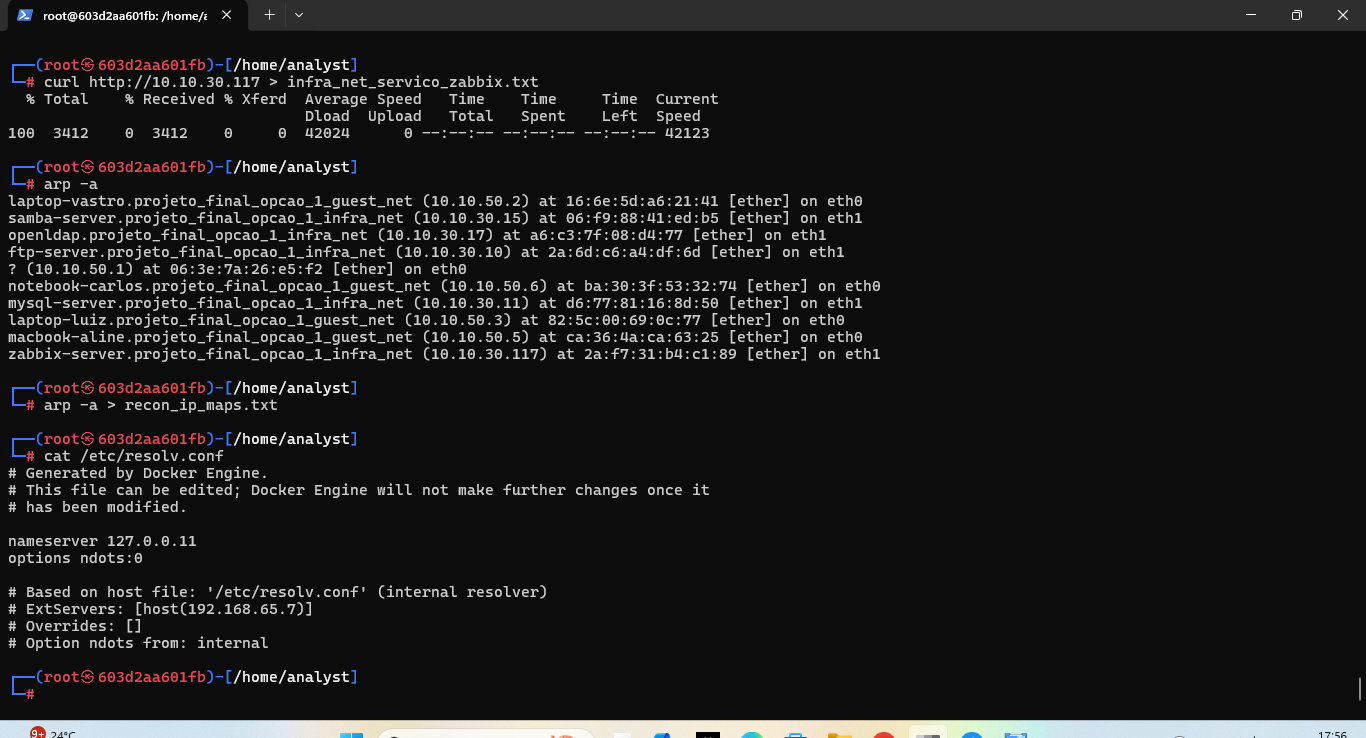 root@603d2aa601fb: /home/a
┌──(root㉿603d2aa601fb)-[/home/analyst]
└─# curl http://10.10.30.117 > infra_net_servico_zabbix.txt
  % Total    % Received % Xferd  Average Speed   Time    Time     Time  Current
                                 Dload  Upload   Total   Spent    Left  Speed
100  3412    0  3412    0     0  42024      0 --:--:-- --:--:-- --:--:-- 42123
┌──(root㉿603d2aa601fb)-[/home/analyst]
└─# arp -a
laptop-vastro.projeto_final_opcao_1_guest_net (10.10.50.2) at 16:6e:5d:a6:21:41 [ether] on eth0
samba-server.projeto_final_opcao_1_infra_net (10.10.30.15) at 06:f9:88:41:ed:b5 [ether] on eth1
openldap.projeto_final_opcao_1_infra_net (10.10.30.17) at a6:c3:7f:08:d4:77 [ether] on eth1
ftp-server.projeto_final_opcao_1_infra_net (10.10.30.10) at 2a:6d:c6:a4:df:6d [ether] on eth1
? (10.10.50.1) at 06:3e:7a:26:e5:f2 [ether] on eth0
notebook-carlos.projeto_final_opcao_1_guest_net (10.10.50.6) at ba:30:3f:53:32:74 [ether] on eth0
mysql-server.projeto_final_opcao_1_infra_net (10.10.30.11) at d6:77:81:16:8d:50 [ether] on eth1
laptop-luiz.projeto_final_opcao_1_guest_net (10.10.50.3) at 82:5c:00:69:0c:77 [ether] on eth0
macbook-aline.projeto_final_opcao_1_guest_net (10.10.50.5) at ca:36:4a:ca:63:25 [ether] on eth0
zabbix-server.projeto_final_opcao_1_infra_net (10.10.30.117) at 2a:f7:31:b4:c1:89 [ether] on eth1
┌──(root㉿603d2aa601fb)-[/home/analyst]
└─# arp -a > recon_ip_maps.txt
┌──(root㉿603d2aa601fb)-[/home/analyst]
└─# cat /etc/resolv.conf
# Generated by Docker Engine.
# This file can be edited; Docker Engine will not make further changes once it
# has been modified.
nameserver 127.0.0.11
options ndots:0
# Based on host file: '/etc/resolv.conf' (internal resolver)
# ExtServers: [host(192.168.65.7)]
# Overrides: []
# Option ndots from: internal
┌──(root㉿603d2aa601fb)-[/home/analyst]
└─#
9+ 24°C
17:56